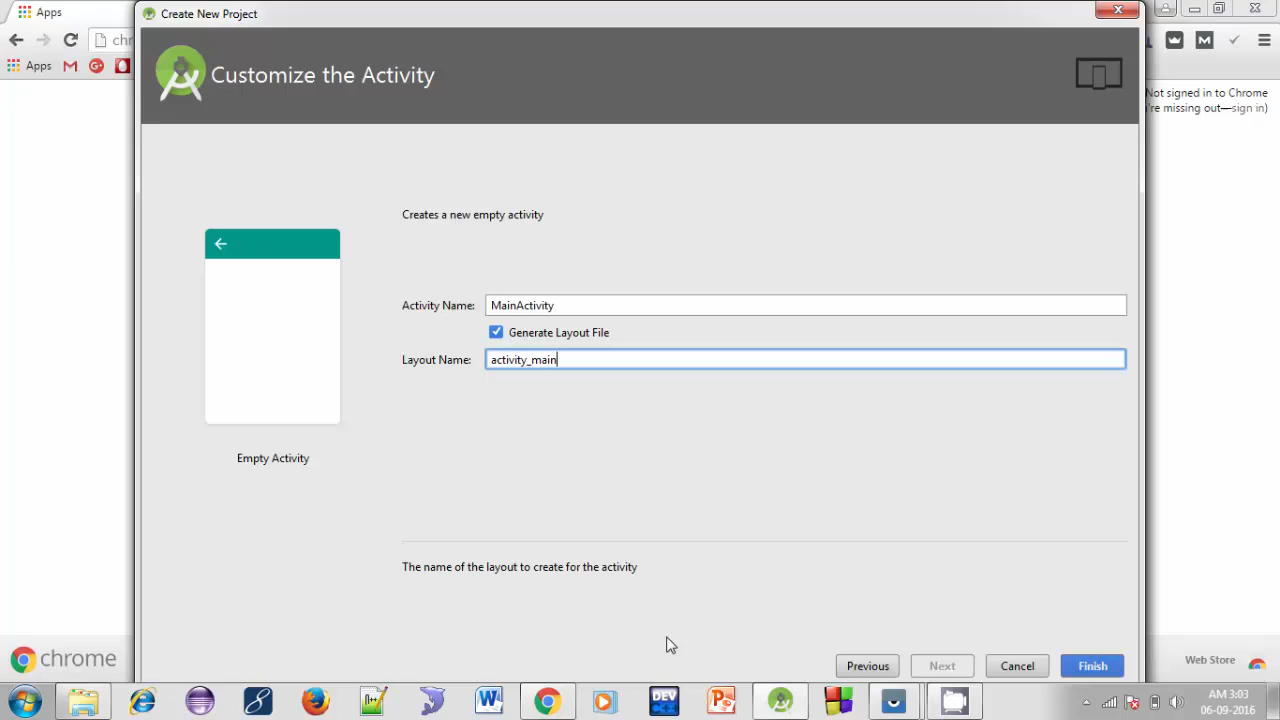 Apps
Create New Project
chr
Customize the Activity
Apps
Not signed in to Chrome
're missing out—sign in)
Creates a new empty activity
Activity Name: MainActivity
Generate Layout File
Layout Name: activity_main
Empty Activity
The name of the layout to create for the activity
chrome
Previous
Next
Cancel
Finish
Web Store
DEV
AM 3:03
06-09-2016